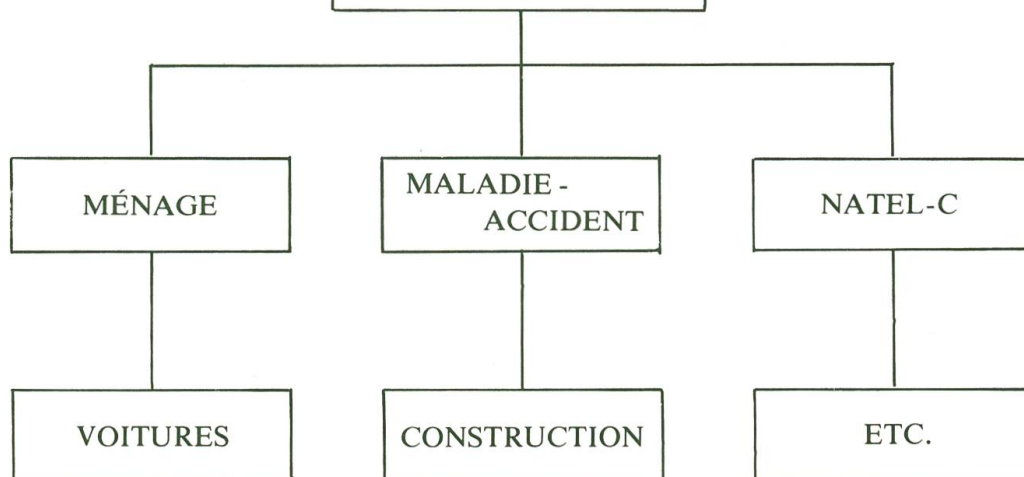 MÉNAGE
MALADIE -
ACCIDENT
NATEL-C
VOITURES
CONSTRUCTION
ETC.